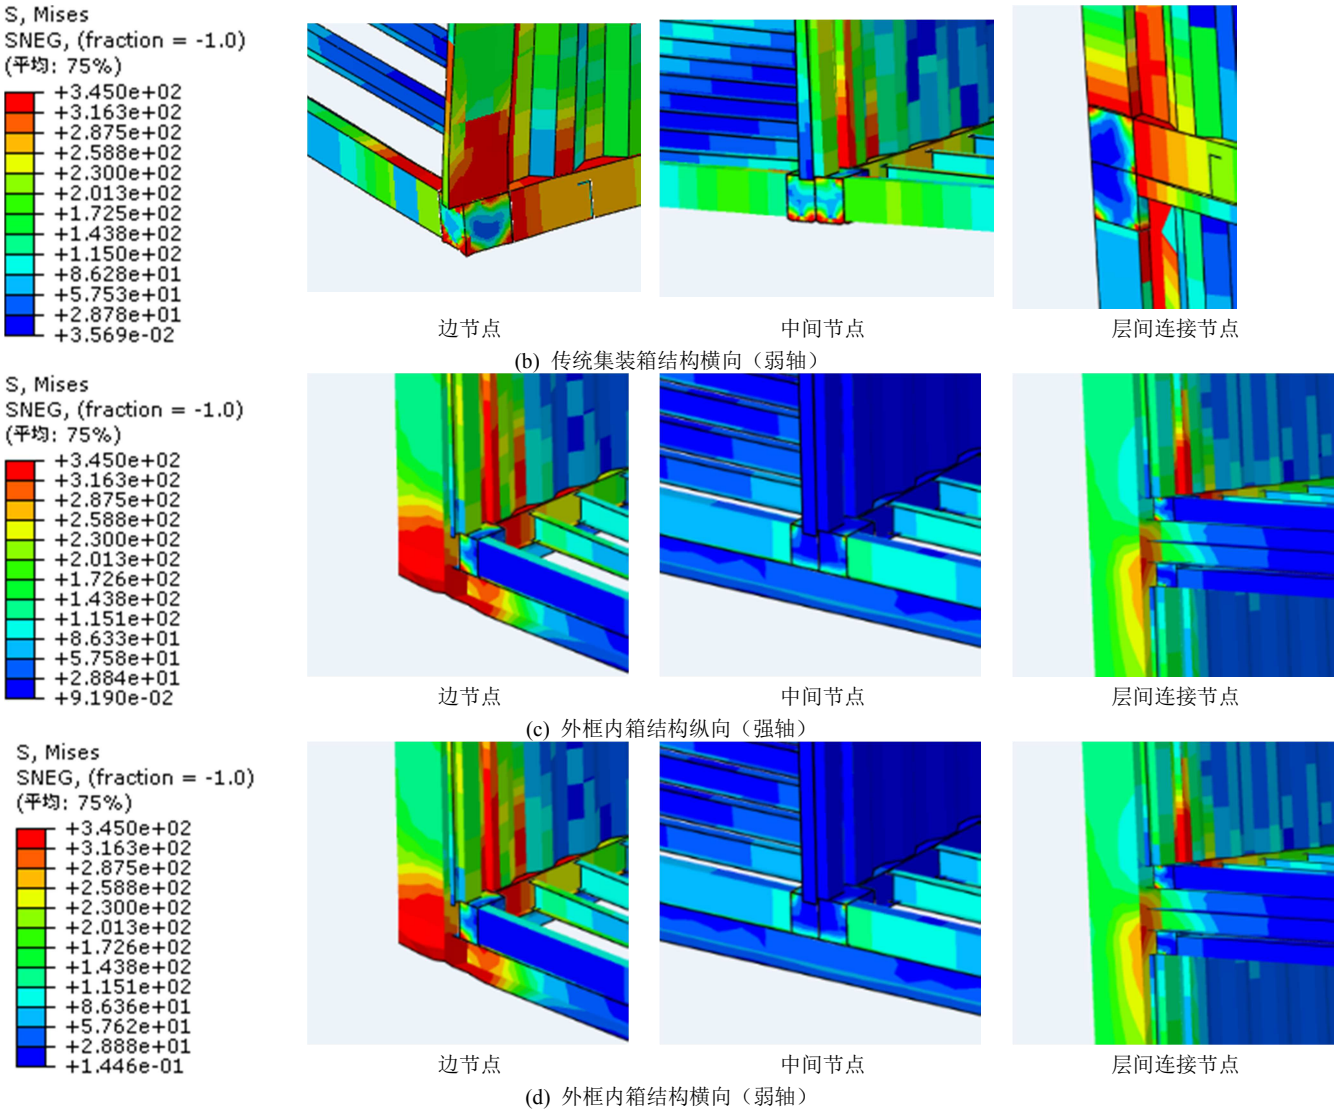 S, Mises
SNEG, (fraction = -1.0)
(平均: 75%)
+3.450e+02
+3.163e+02
+2.875e+02
+2.588e+02
+2.300e+02
+2.013e+02
+1.725e+02
+1.438e+02
+1.150e+02
+8.628e+01
+5.753e+01
+2.878e+01
+3.569e-02
边节点
中间节点
层间连接节点
(b) 传统集装箱结构横向（弱轴）
S, Mises
SNEG, (fraction = -1.0)
(平均: 75%)
+3.450e+02
+3.163e+02
+2.875e+02
+2.588e+02
+2.300e+02
+2.013e+02
+1.726e+02
+1.438e+02
+1.151e+02
+8.633e+01
+5.758e+01
+2.884e+01
+9.190e-02
边节点
中间节点
层间连接节点
(c) 外框内箱结构纵向（强轴）
S, Mises
SNEG, (fraction = -1.0)
(平均: 75%)
+3.450e+02
+3.163e+02
+2.875e+02
+2.588e+02
+2.300e+02
+2.013e+02
+1.726e+02
+1.438e+02
+1.151e+02
+8.636e+01
+5.762e+01
+2.888e+01
+1.446e-01
边节点
中间节点
层间连接节点
(d) 外框内箱结构横向（弱轴）